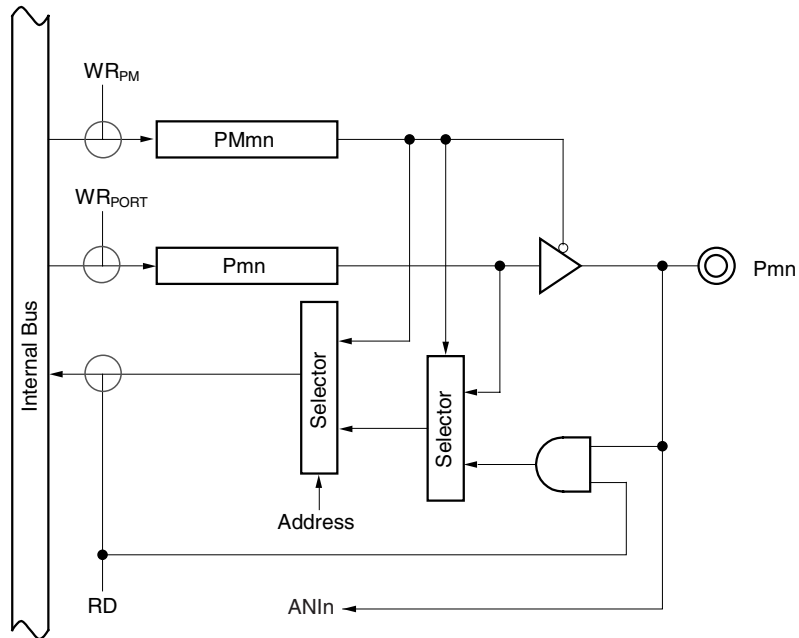 WRPM
PMmn
WRPORT
Pmn
Pmn
Internal Bus
Selector
Selector
Address
RD
ANIn